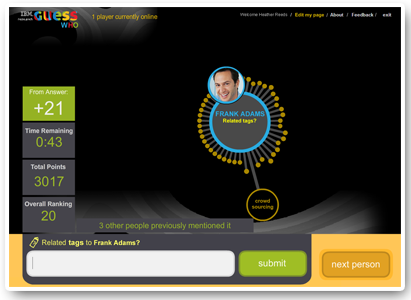 IBM
GUESS
WHO
1 player currently online
Welcome Heather Reeds / Edit my page / About / Feedback / exit
From Answer:
+21
Time Remaining
0:43
Total Points
3017
Overall Ranking
20
FRANK ADAMS
Related tags?
crowd
sourcing
3 other people previously mentioned it
Related tags to Frank Adams?
submit
next person